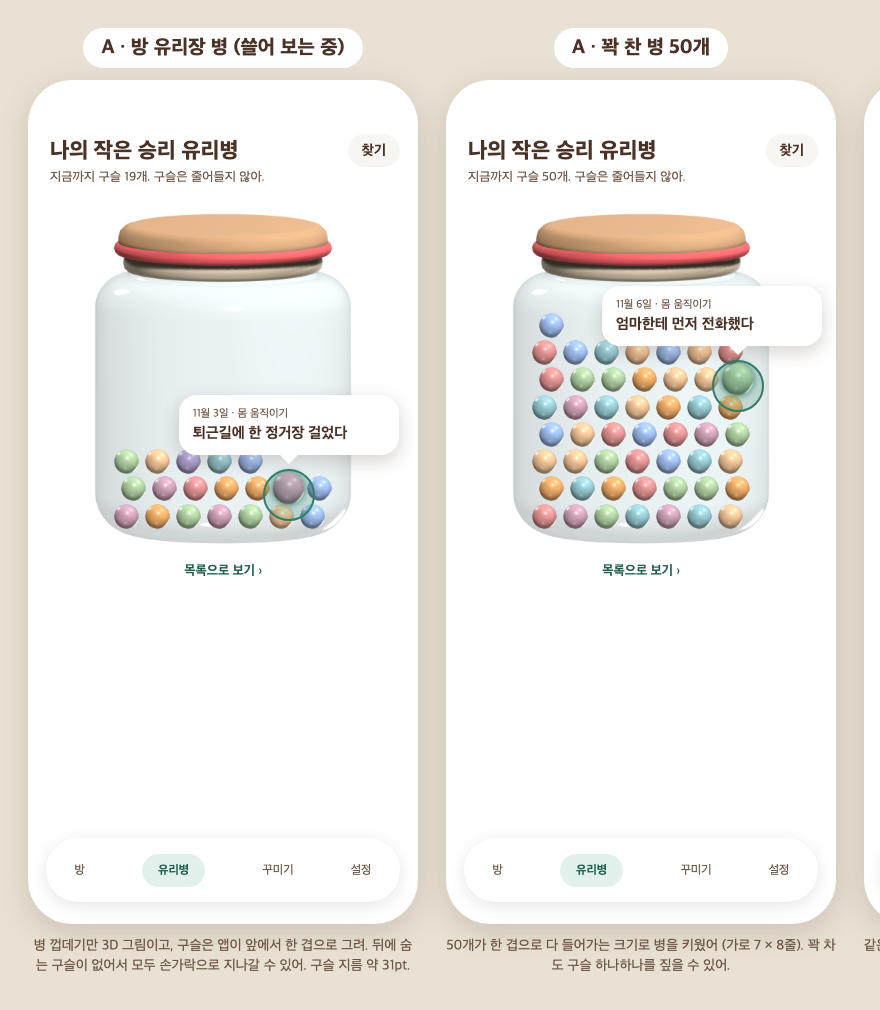 A · 방 유리장 병 (쓸어 보는 중)
나의 작은 승리 유리병
찾기
지금까지 구슬 19개. 구슬은 줄어들지 않아.
11월 3일 · 몸 움직이기
퇴근길에 한 정거장 걸었다
목록으로 보기 ›
방
유리병
꾸미기
설정
병 껍데기만 3D 그림이고, 구슬은 앱이 앞에서 한 겹으로 그려. 뒤에 숨
는 구슬이 없어서 모두 손가락으로 지나갈 수 있어. 구슬 지름 약 31pt.
A · 꽉 찬 병 50개
나의 작은 승리 유리병
찾기
지금까지 구슬 50개. 구슬은 줄어들지 않아.
11월 6일 · 몸 움직이기
엄마한테 먼저 전화했다
목록으로 보기 ›
방
유리병
꾸미기
설정
50개가 한 겹으로 다 들어가는 크기로 병을 키웠어 (가로 7 × 8줄). 꽉 차
도 구슬 하나하나를 짚을 수 있어.